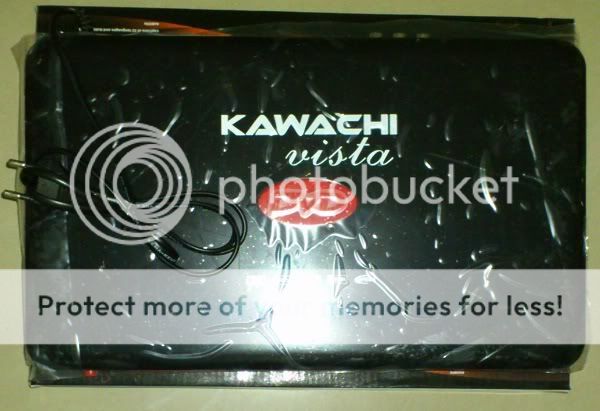 KAWACHI
vista
photobucket
Protect more of your memories for less!